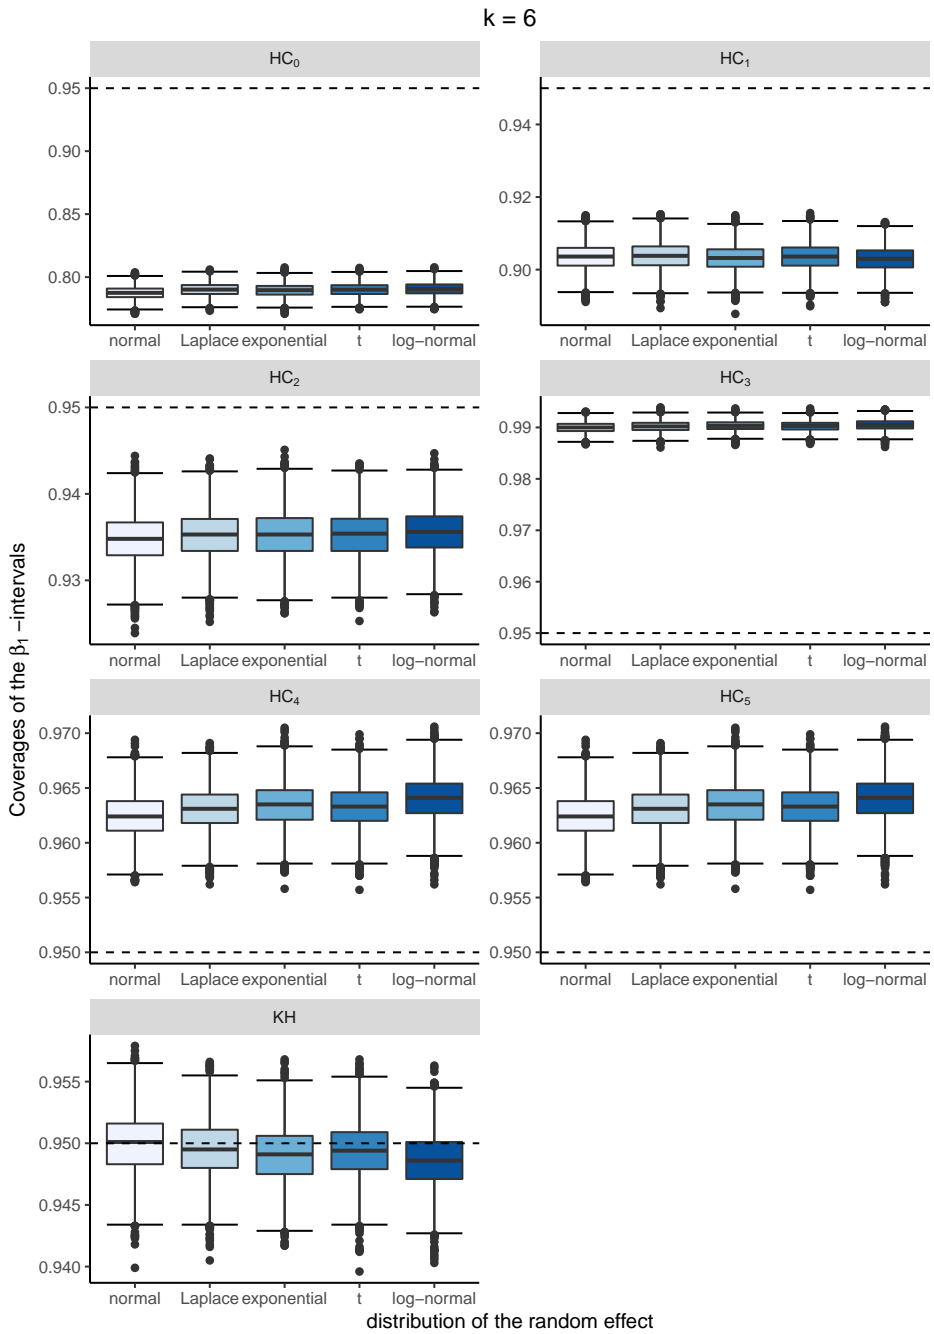 k = 6
HC₀
HC₁
0.95
0.90
0.85
0.80
normal Laplace exponential t log−normal
0.94
0.92
0.90
normal Laplace exponential t log−normal
HC₂
HC₃
0.95
0.94
0.93
normal Laplace exponential t log−normal
0.99
0.98
0.97
0.96
0.95
normal Laplace exponential t log−normal
Coverages of the β₁ −intervals
HC₄
HC₅
0.970
0.965
0.960
0.955
0.950
normal Laplace exponential t log−normal
0.970
0.965
0.960
0.955
0.950
normal Laplace exponential t log−normal
KH
0.955
0.950
0.945
0.940
normal Laplace exponential t log−normal
distribution of the random effect